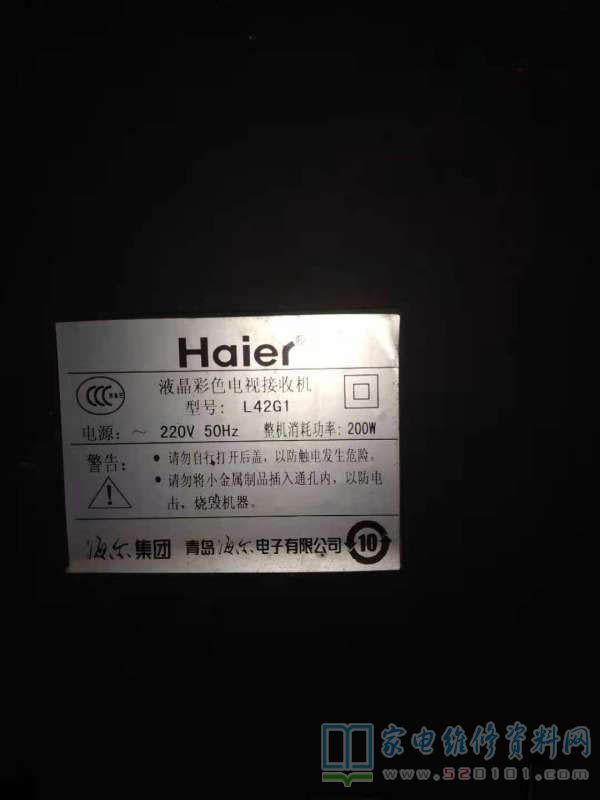 Haier®
液晶彩色电视接收机
型号: L42G1
电源: ~ 220V 50Hz 整机消耗功率: 200W
警告: • 请勿自行打开后盖, 以防触电发生危险。
• 请勿将小金属制品插入通孔内, 以防电
击, 烧毁机器。
海尔集团 青岛海尔电子有限公司 10
家电维修资料网
www.520101.com